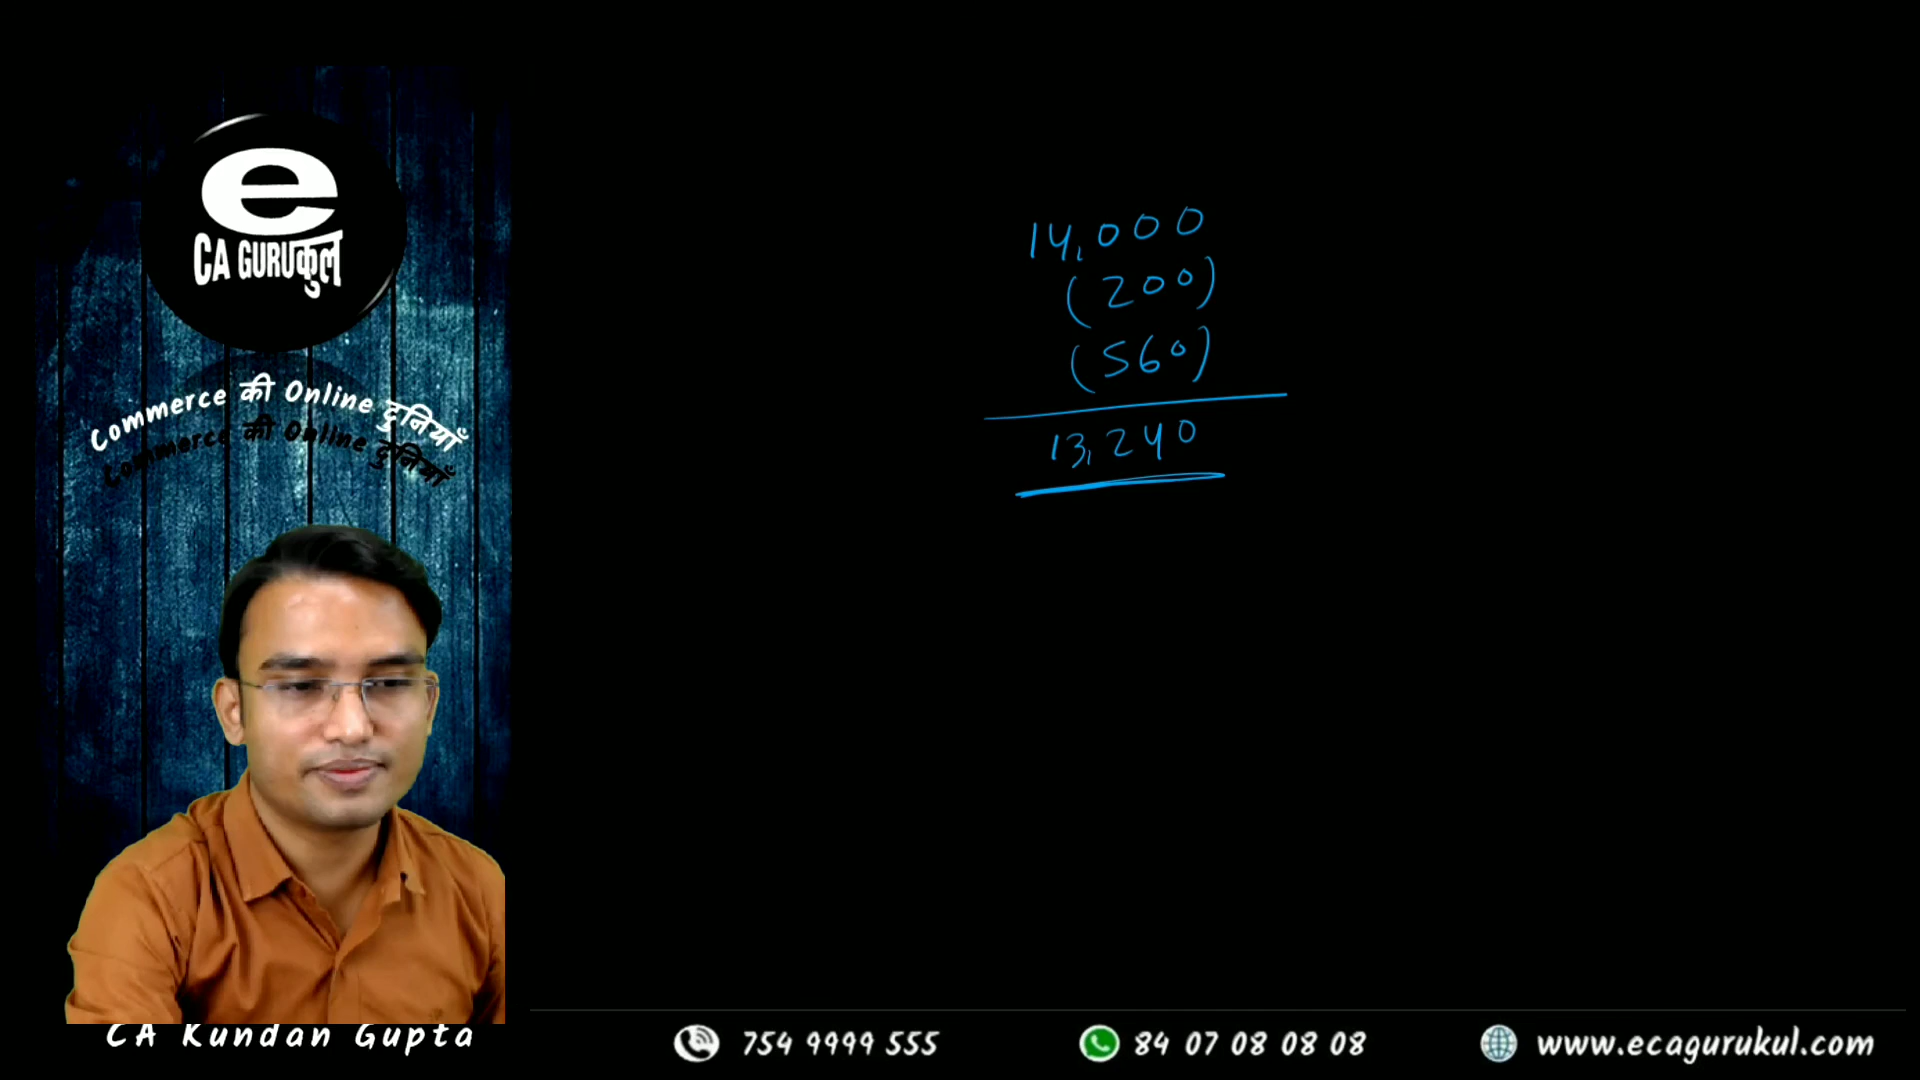 e
CA GURUकुल
Commerce की Online दुनियाँ
Commerce की Online दुनियाँ
14,000
(200)
(560)
13,240
CA Kundan Gupta
754 9999 555
84 07 08 08 08
www.ecagurukul.com